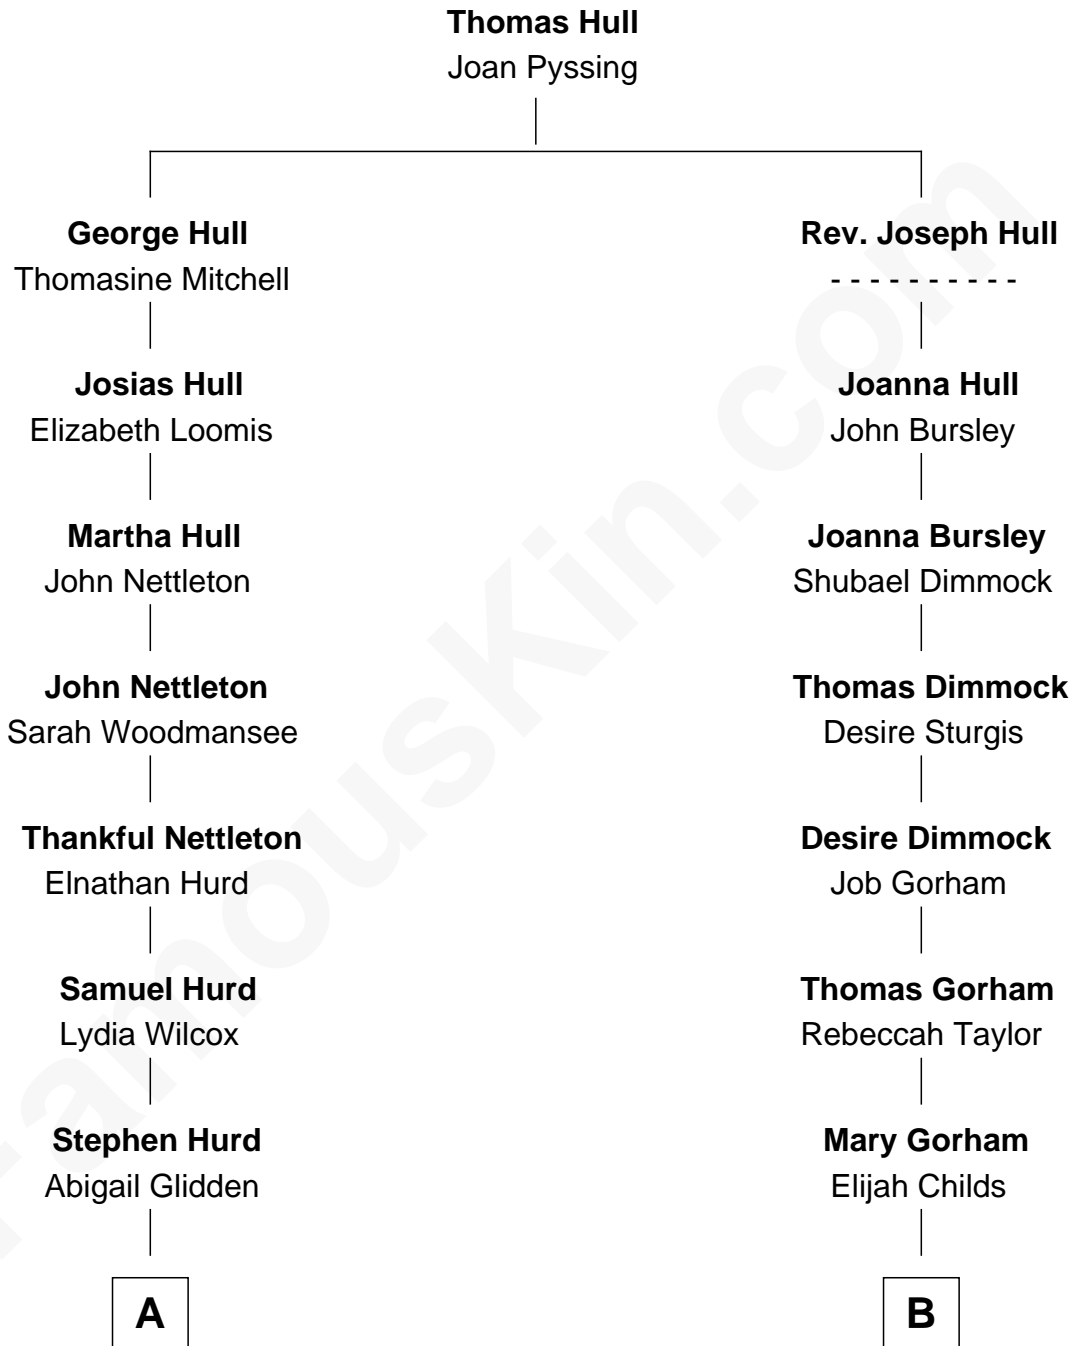 Thomas Hull
Joan Pyssing
George Hull
Thomasine Mitchell
Josias Hull
Elizabeth Loomis
Martha Hull
John Nettleton
John Nettleton
Sarah Woodmansee
Thankful Nettleton
Elnathan Hurd
Samuel Hurd
Lydia Wilcox
Stephen Hurd
Abigail Glidden
A
Rev. Joseph Hull
- - - - - - - - - -
Joanna Hull
John Bursley
Joanna Bursley
Shubael Dimmock
Thomas Dimmock
Desire Sturgis
Desire Dimmock
Job Gorham
Thomas Gorham
Rebeccah Taylor
Mary Gorham
Elijah Childs
B
FamousKin.com